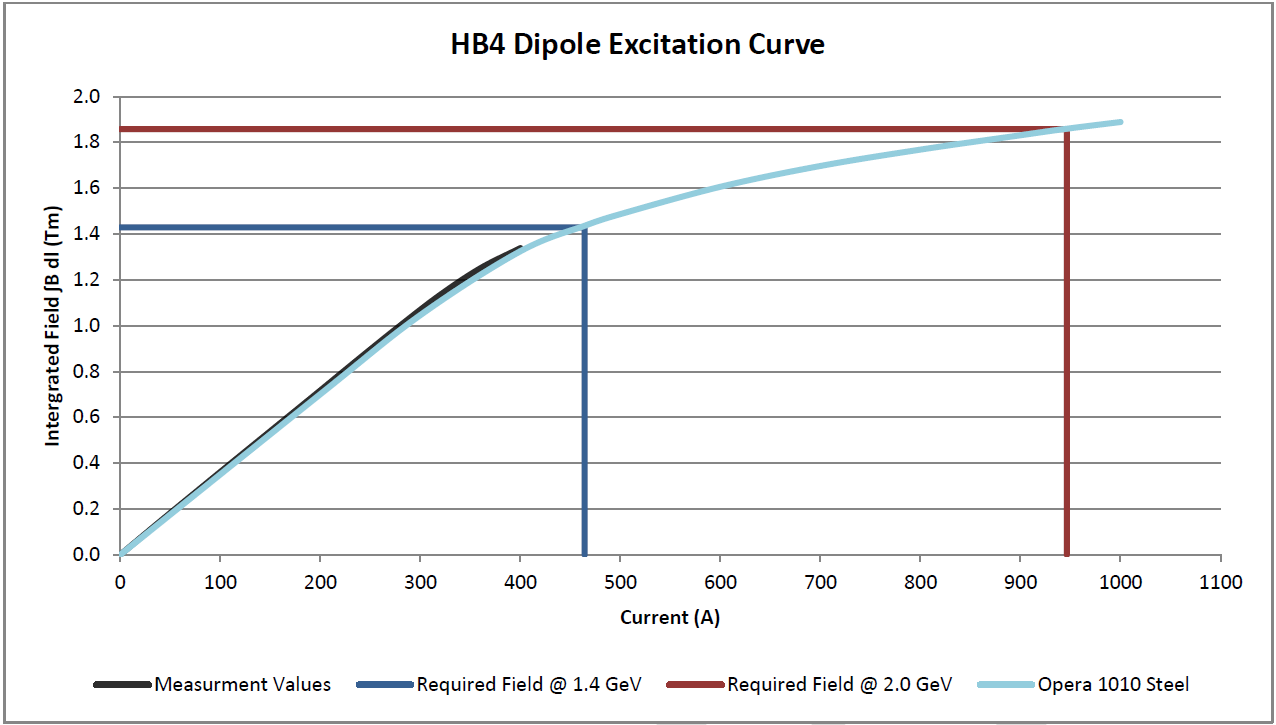 HB4 Dipole Excitation Curve
Intergrated Field ∫B dl (Tm)
2.0
1.8
1.6
1.4
1.2
1.0
0.8
0.6
0.4
0.2
0.0
0 100 200 300 400 500 600 700 800 900 1000 1100
Current (A)
Measurment Values Required Field @ 1.4 GeV Required Field @ 2.0 GeV Opera 1010 Steel